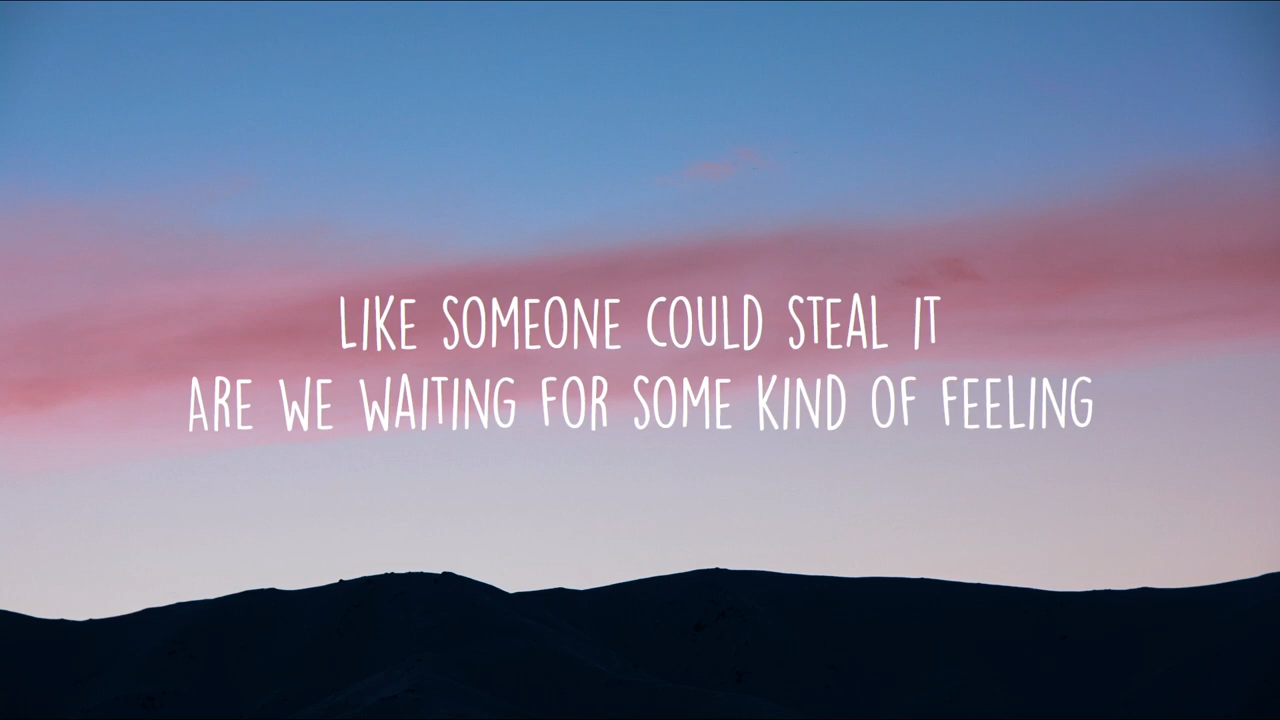 LIKE SOMEONE COULD STEAL IT
ARE WE WAITING FOR SOME KIND OF FEELING